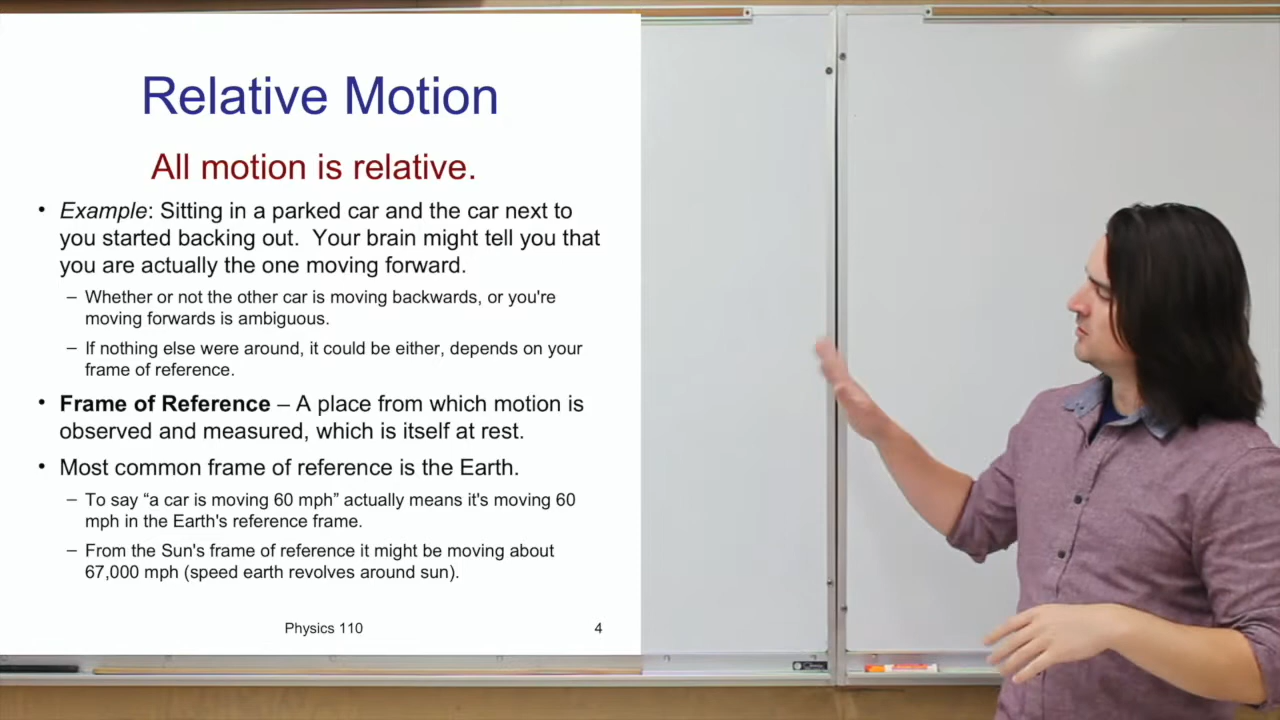 Relative Motion
All motion is relative.
• Example: Sitting in a parked car and the car next to
you started backing out. Your brain might tell you that
you are actually the one moving forward.
– Whether or not the other car is moving backwards, or you're
moving forwards is ambiguous.
– If nothing else were around, it could be either, depends on your
frame of reference.
• Frame of Reference – A place from which motion is
observed and measured, which is itself at rest.
• Most common frame of reference is the Earth.
– To say “a car is moving 60 mph” actually means it's moving 60
mph in the Earth's reference frame.
– From the Sun's frame of reference it might be moving about
67,000 mph (speed earth revolves around sun).
Physics 110 4